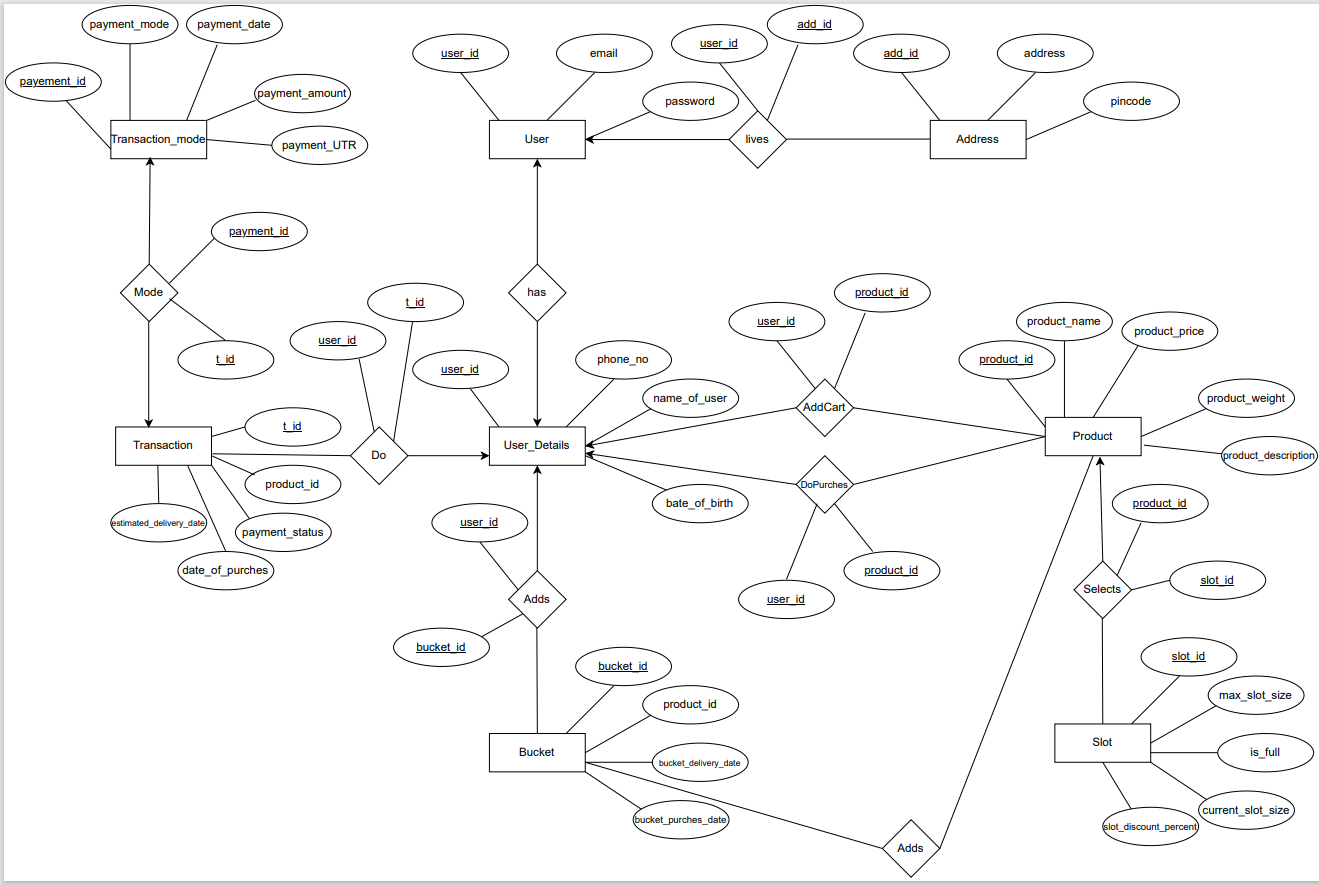 payment_mode
payment_date
payement_id
payment_amount
payment_UTR
Transaction_mode
user_id
email
password
User
user_id
add_id
lives
add_id
address
pincode
Address
payment_id
Mode
t_id
has
user_id
t_id
Do
t_id
Transaction
product_id
payment_status
date_of_purches
estimated_delivery_date
user_id
phone_no
name_of_user
User_Details
bate_of_birth
user_id
product_id
AddCart
DoPurches
user_id
product_id
product_id
product_name
product_price
product_weight
Product
product_description
product_id
slot_id
Selects
user_id
Adds
bucket_id
bucket_id
product_id
Bucket
bucket_delivery_date
bucket_purches_date
Adds
slot_id
max_slot_size
Slot
is_full
current_slot_size
slot_discount_percent